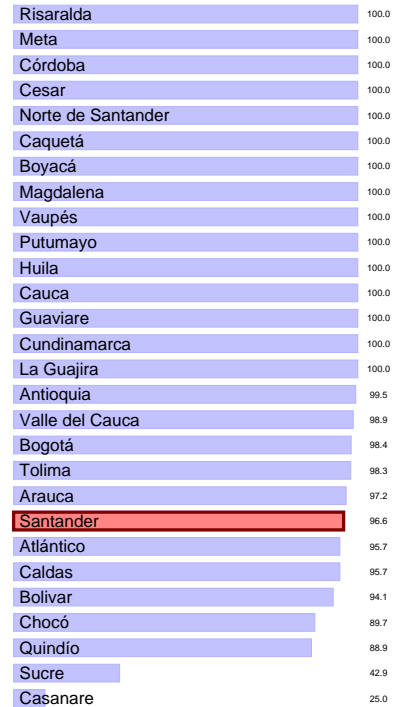 Risaralda 100.0
Meta 100.0
Córdoba 100.0
Cesar 100.0
Norte de Santander 100.0
Caquetá 100.0
Boyacá 100.0
Magdalena 100.0
Vaupés 100.0
Putumayo 100.0
Huila 100.0
Cauca 100.0
Guaviare 100.0
Cundinamarca 100.0
La Guajira 100.0
Antioquia 99.5
Valle del Cauca 98.9
Bogotá 98.4
Tolima 98.3
Arauca 97.2
Santander 96.6
Atlántico 95.7
Caldas 95.7
Bolivar 94.1
Chocó 89.7
Quindío 88.9
Sucre 42.9
Casanare 25.0